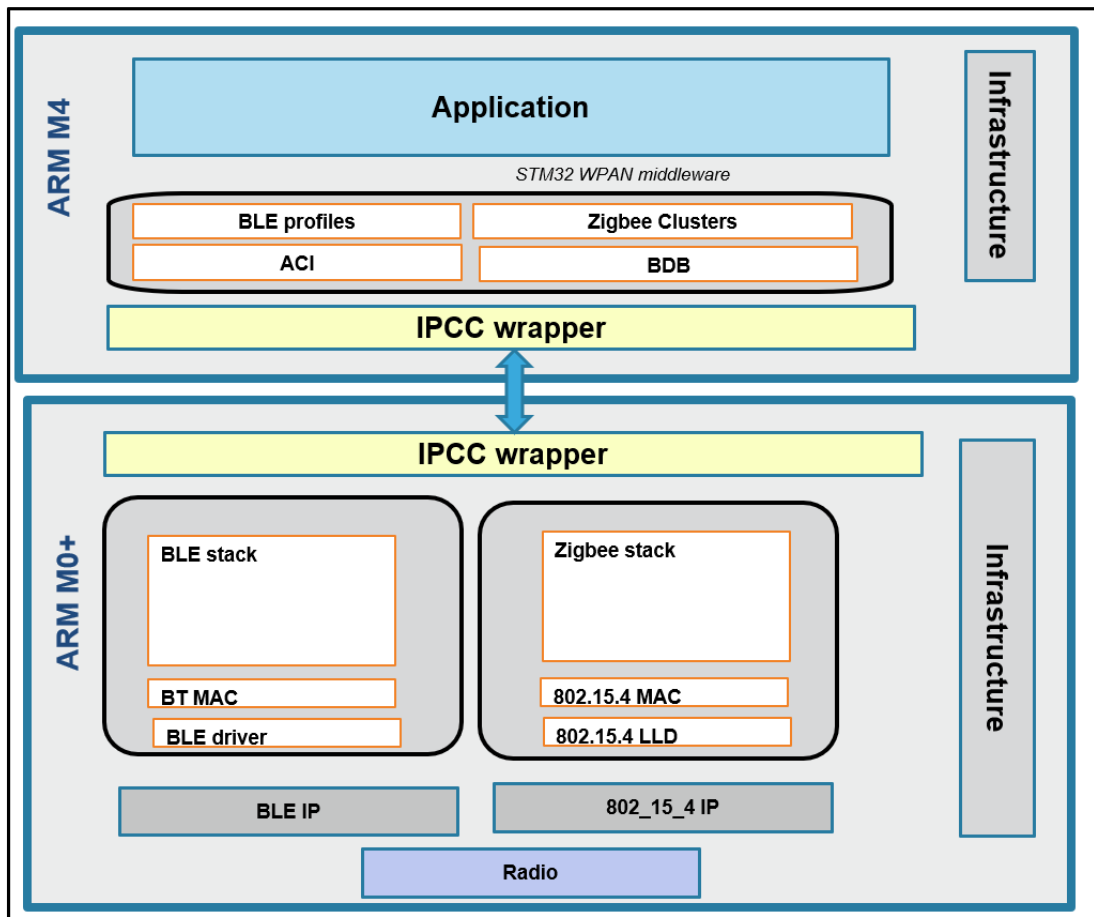 ARM M4
Application
Infrastructure
STM32 WPAN middleware
BLE profiles
Zigbee Clusters
ACI
BDB
IPCC wrapper
ARM M0+
IPCC wrapper
Infrastructure
BLE stack
BT MAC
BLE driver
Zigbee stack
802.15.4 MAC
802.15.4 LLD
BLE IP
802_15_4 IP
Radio